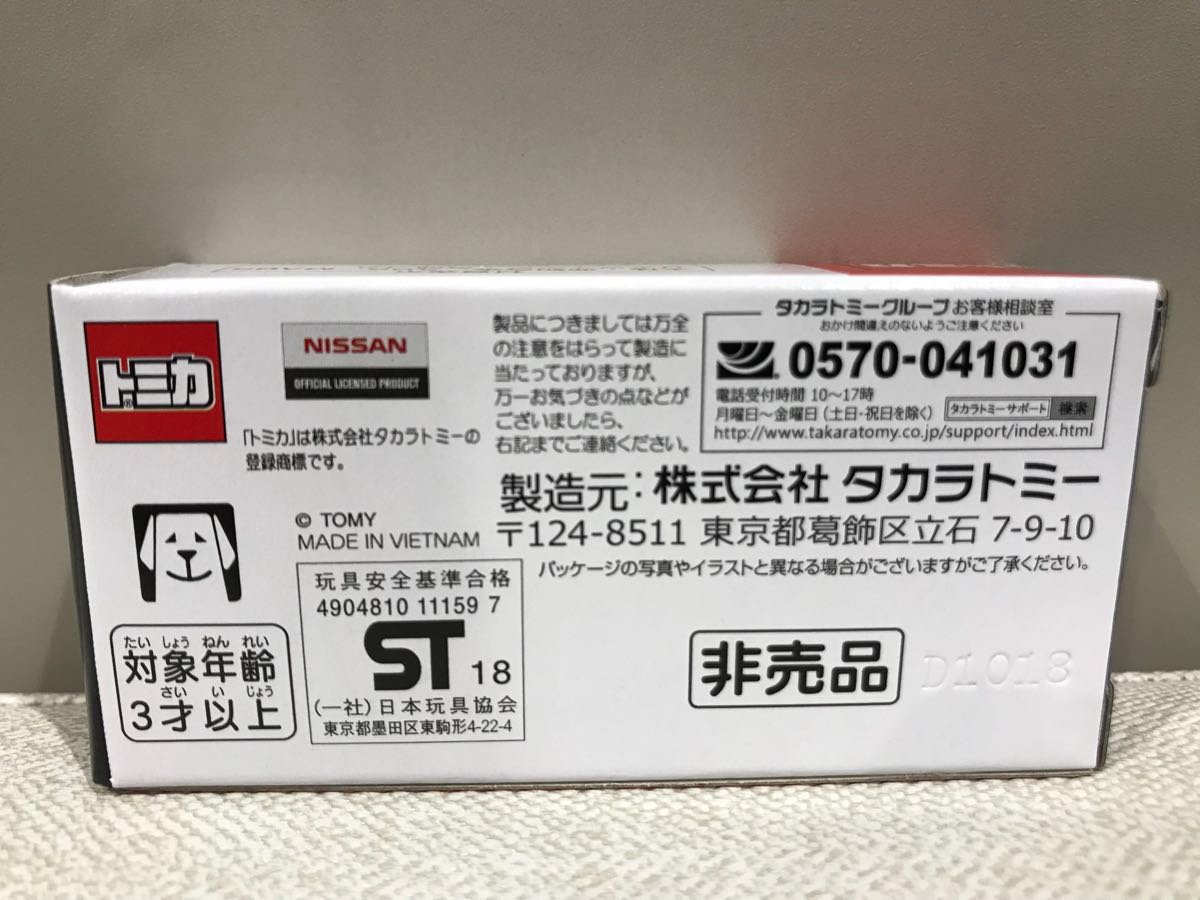 トミカ
®
NISSAN
OFFICIAL LICENSED PRODUCT
「トミカ」は株式会社タカラトミーの
登録商標です。
© TOMY
MADE IN VIETNAM
製品につきましては万全
の注意をはらって製造に
当たっておりますが、
万一お気づきの点などが
ございましたら、
右記までご連絡ください。
タカラトミーグループお客様相談室
おかけ間違えのないようご注意ください
0570-041031
電話受付時間 10～17時
月曜日～金曜日(土日・祝日を除く)
タカラトミーサポート 検索
http://www.takaratomy.co.jp/support/index.html
製造元:株式会社 タカラトミー
〒124-8511 東京都葛飾区立石 7-9-10
パッケージの写真やイラストと異なる場合がございますがご了承ください。
玩具安全基準合格
4904810 11159 7
ST 18
(一社)日本玩具協会
東京都墨田区東駒形4-22-4
たいしょうねんれい
対象年齢
さいいじょう
3才以上
非売品
D1018